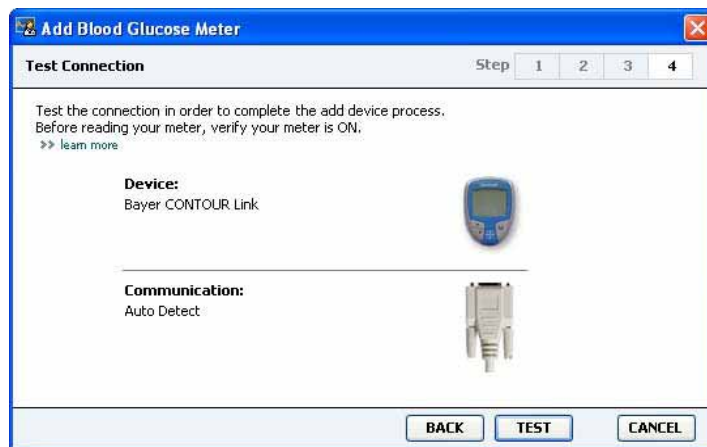 Add Blood Glucose Meter
Test Connection Step 1 2 3 4
Test the connection in order to complete the add device process.
Before reading your meter, verify your meter is ON.
>> learn more
Device:
Bayer CONTOUR Link
Communication:
Auto Detect
BACK TEST CANCEL